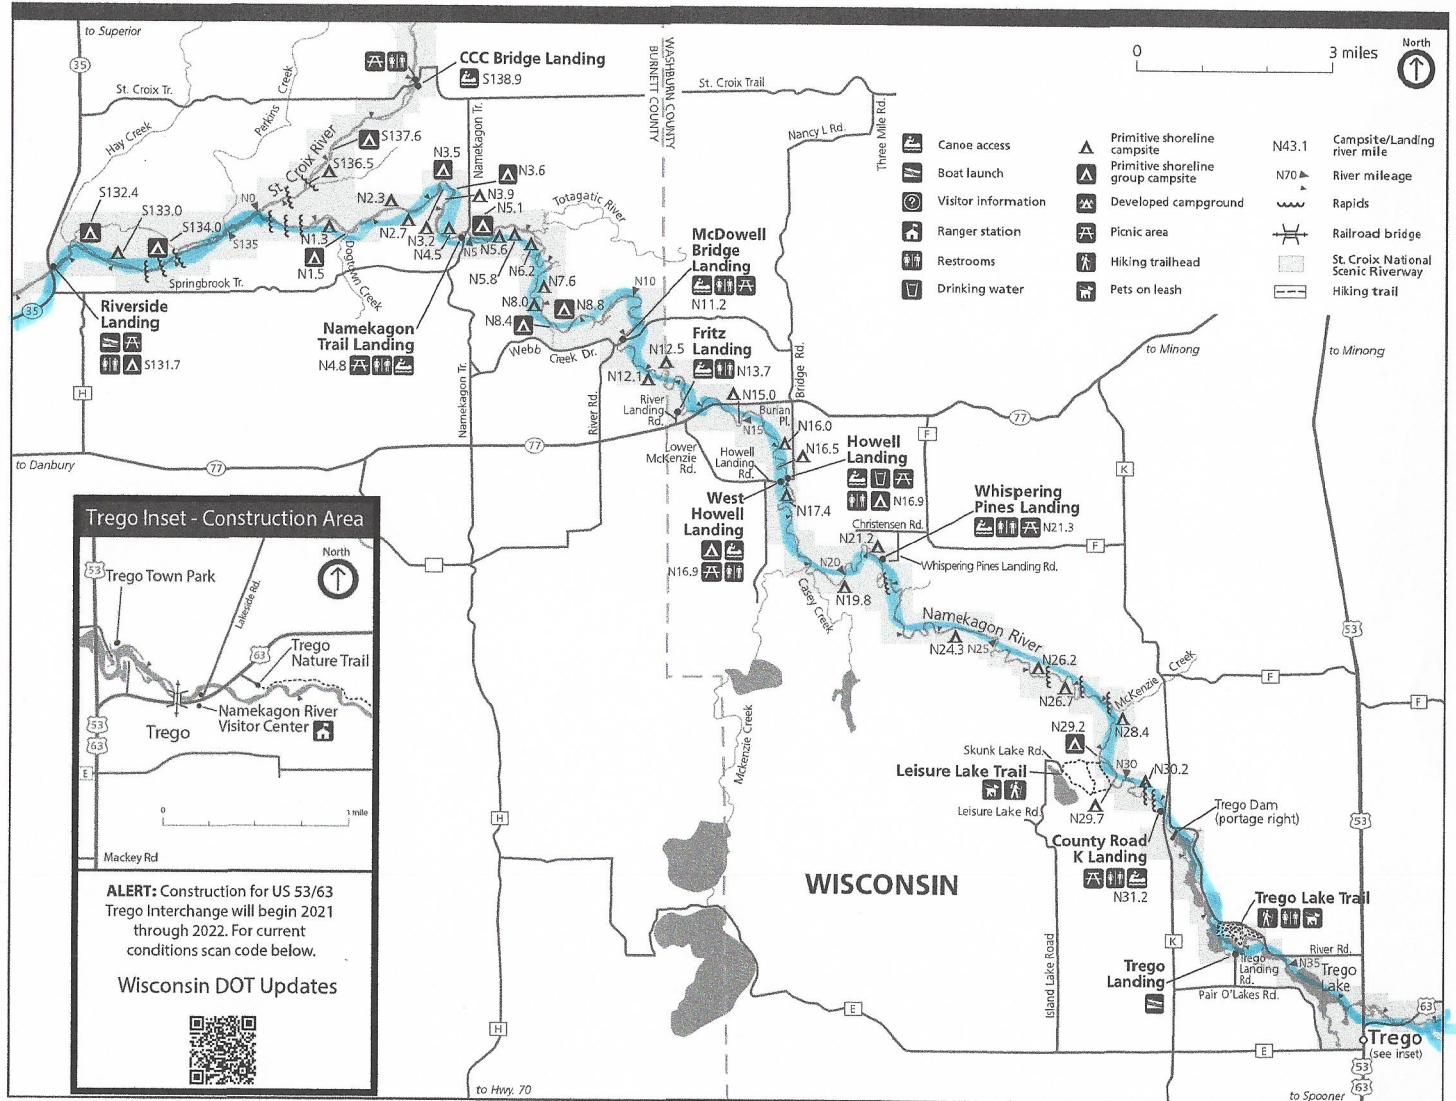 to Superior
35
St. Croix Tr.
Hay Creek
Perkins Creek
St. Croix River
CCC Bridge Landing
S138.9
S137.6
S136.5
BURNETT COUNTY
WASHBURN COUNTY
St. Croix Trail
Namekagon Tr.
Nancy L Rd.
Three Mile Rd.
0 3 miles
North
Canoe access
Boat launch
Visitor information
Ranger station
Restrooms
Drinking water
Primitive shoreline
campsite
Primitive shoreline
group campsite
Developed campground
Picnic area
Hiking trailhead
Pets on leash
N43.1 Campsite/Landing
river mile
N70 River mileage
Rapids
Railroad bridge
St. Croix National
Scenic Riverway
Hiking trail
S132.4
S133.0
S134.0
S135
N0
N1.3
N1.5
N2.3
N2.7
N3.2
N3.5
N3.6
N3.9
N4.5
N5
N5.1
N5.6
N5.8
N6.2
N7.6
N8.0
N8.4
N8.8
N10
Totagatic River
Dogtown Creek
Springbrook Tr.
35
Riverside
Landing
S131.7
Namekagon
Trail Landing
N4.8
McDowell
Bridge
Landing
N11.2
Webb Creek Dr.
Fritz
Landing
N13.7
N12.5
N12.1
N15.0
N15
River
Landing
Rd.
River Rd.
Namekagon Tr.
Bridge Rd.
Burian
Pl.
N16.0
N16.5
H
77
77
77
to Danbury
to Minong
to Minong
Lower
McKenzie
Rd.
Howell
Landing
Rd.
Howell
Landing
N16.9
West
Howell
Landing
N16.9
N17.4
F
K
Whispering
Pines Landing
N21.3
Christensen Rd.
N21.2
Whispering Pines Landing Rd.
F
N20
N19.8
Casey Creek
Namekagon River
N24.3
N25
N26.2
N26.7
McKenzie Creek
N28.4
53
F
F
Mckenzie Creek
N29.2
Skunk Lake Rd.
Leisure Lake Trail
Leisure Lake Rd.
N29.7
N30
N30.2
Trego Dam
(portage right)
53
County Road
K Landing
N31.2
H
WISCONSIN
Trego Lake Trail
River Rd.
K
Island Lake Road
Trego
Landing
Trego
Landing
Rd.
N35
Trego
Lake
Pair O'Lakes Rd.
63
Trego
(see inset)
E
E
53
63
H
to Hwy. 70
to Spooner
Trego Inset - Construction Area
North
53
Trego Town Park
Lakeside Rd.
63
Trego
Nature Trail
Namekagon River
Visitor Center
Trego
53
63
E
0 1 mile
Mackey Rd
ALERT: Construction for US 53/63
Trego Interchange will begin 2021
through 2022. For current
conditions scan code below.
Wisconsin DOT Updates